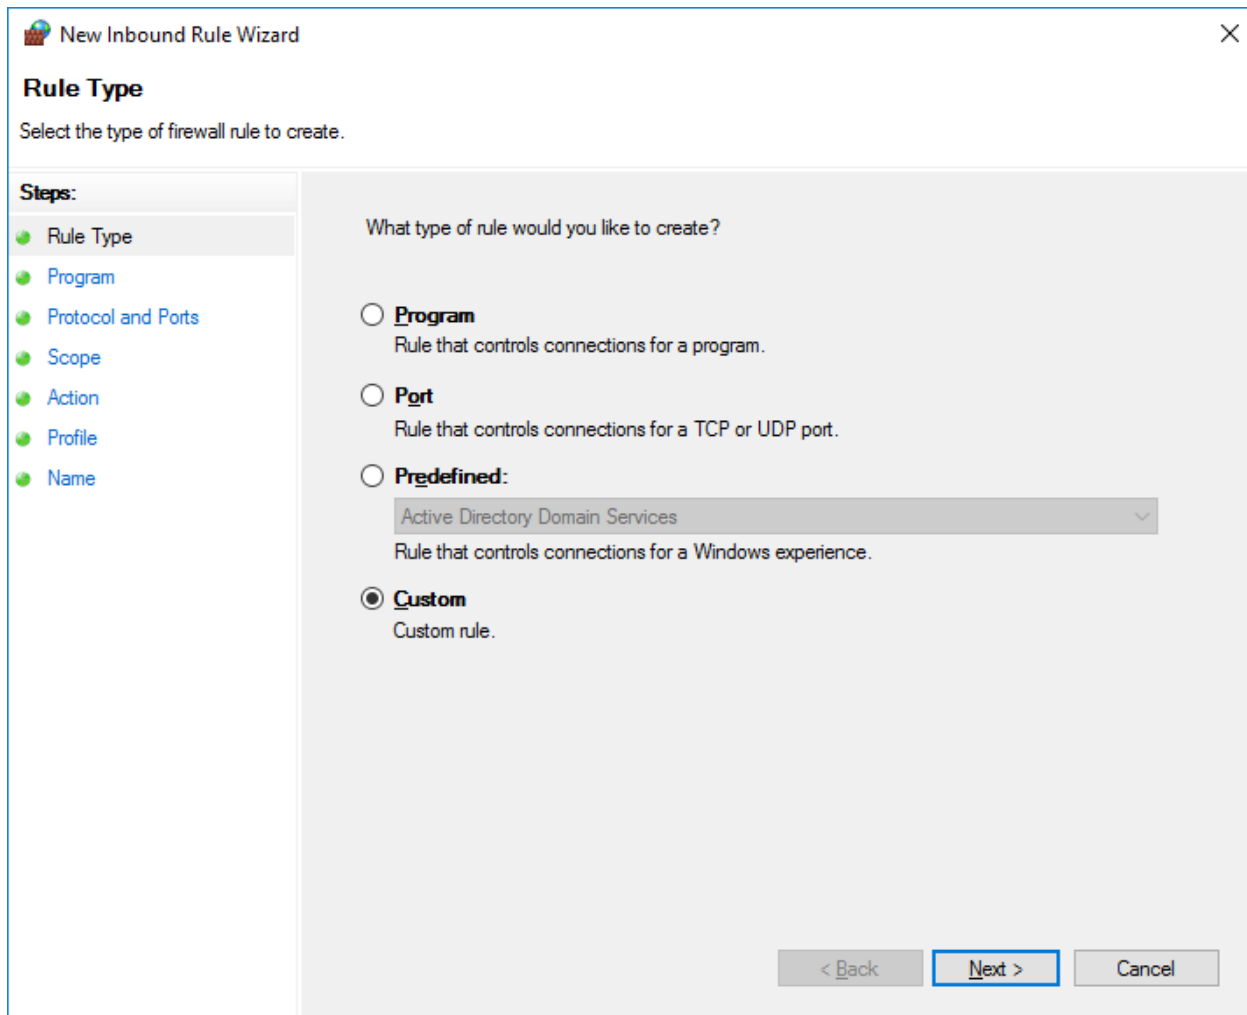 New Inbound Rule Wizard
Rule Type
Select the type of firewall rule to create.
Steps:
Rule Type
Program
Protocol and Ports
Scope
Action
Profile
Name
What type of rule would you like to create?
Program
Rule that controls connections for a program.
Port
Rule that controls connections for a TCP or UDP port.
Predefined:
Active Directory Domain Services
Rule that controls connections for a Windows experience.
Custom
Custom rule.
< Back
Next >
Cancel